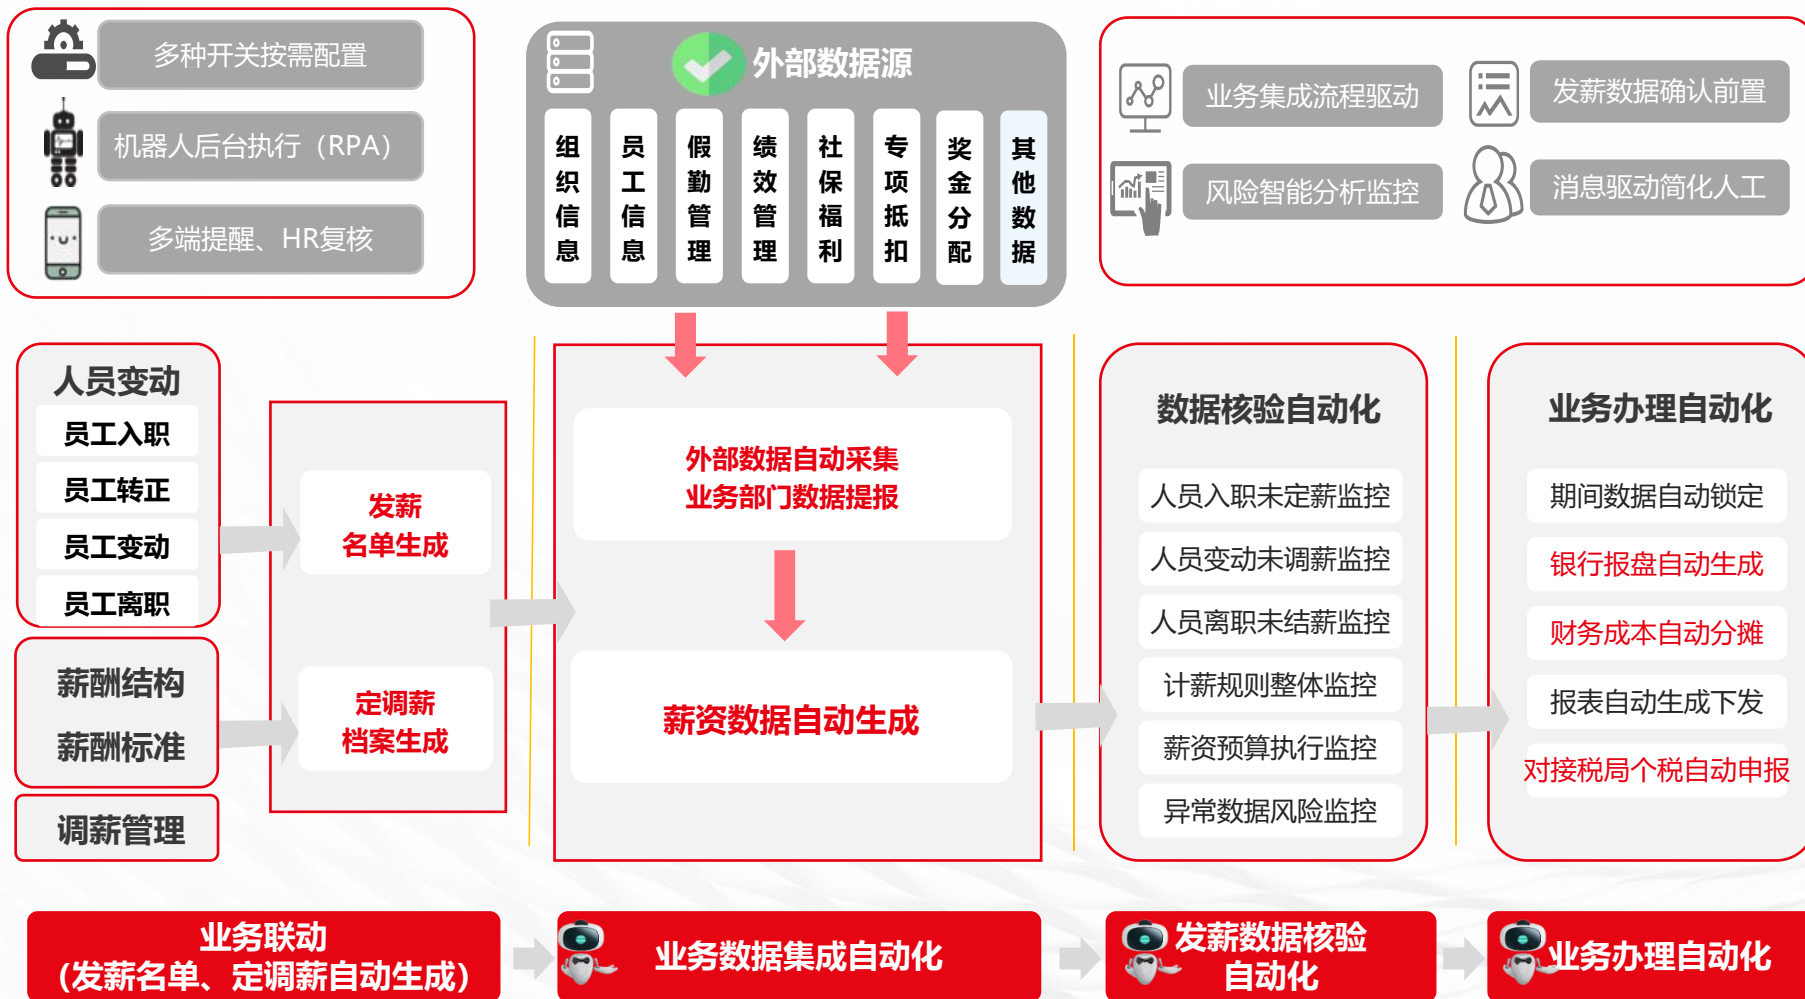 多种开关按需配置
机器人后台执行（RPA）
多端提醒、HR复核
外部数据源
组织信息
员工信息
假勤管理
绩效管理
社保福利
专项抵扣
奖金分配
其他数据
业务集成流程驱动
发薪数据确认前置
风险智能分析监控
消息驱动简化人工
人员变动
员工入职
员工转正
员工变动
员工离职
薪酬结构
薪酬标准
调薪管理
发薪
名单生成
定调薪
档案生成
外部数据自动采集
业务部门数据提报
薪资数据自动生成
数据核验自动化
人员入职未定薪监控
人员变动未调薪监控
人员离职未结薪监控
计薪规则整体监控
薪资预算执行监控
异常数据风险监控
业务办理自动化
期间数据自动锁定
银行报盘自动生成
财务成本自动分摊
报表自动生成下发
对接税局个税自动申报
业务联动
（发薪名单、定调薪自动生成）
业务数据集成自动化
发薪数据核验
自动化
业务办理自动化